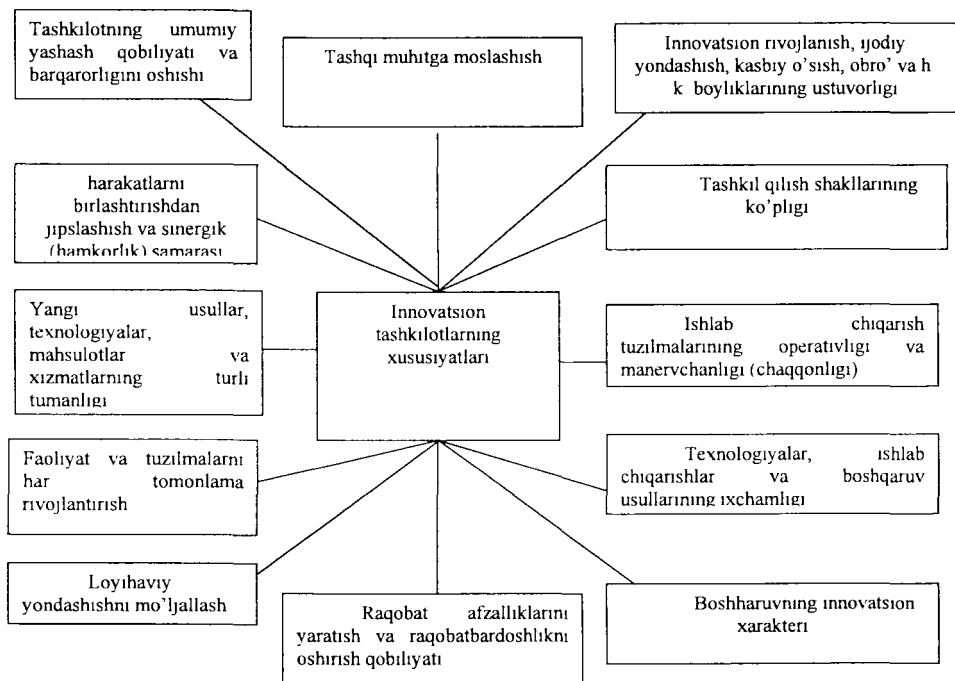 Tashkilotning umumiy
yashash qobiliyati va
barqarorligini oshishi
Tashqi muhitga moslashish
Innovatsion rivojlanish, ijodiy
yondashish, kasbiy o'sish, obro' va h
k boyliklarining ustuvorligi
harakatlarni
birlashtirishdan
jipslashish va sinergik
(hamkorlik) samarasi
Tashkil qilish shakllarining
ko'pligi
Yangi usullar,
texnologiyalar,
mahsulotlar va
xizmatlarning turli
tumanligi
Innovatsion
tashkilotlarning
xususiyatlari
Ishlab chiqarish
tuzilmalarining operativligi va
manervchanligi (chaqqonligi)
Faoliyat va tuzilmalarni
har tomonlama
rivojlantirish
Texnologiyalar, ishlab
chiqarishlar va boshqaruv
usullarining ixchamligi
Loyihaviy
yondashishni mo'ljallash
Raqobat afzalliklarini
yaratish va raqobatbardoshlikni
oshirish qobiliyati
Boshharuvning innovatsion
xarakteri